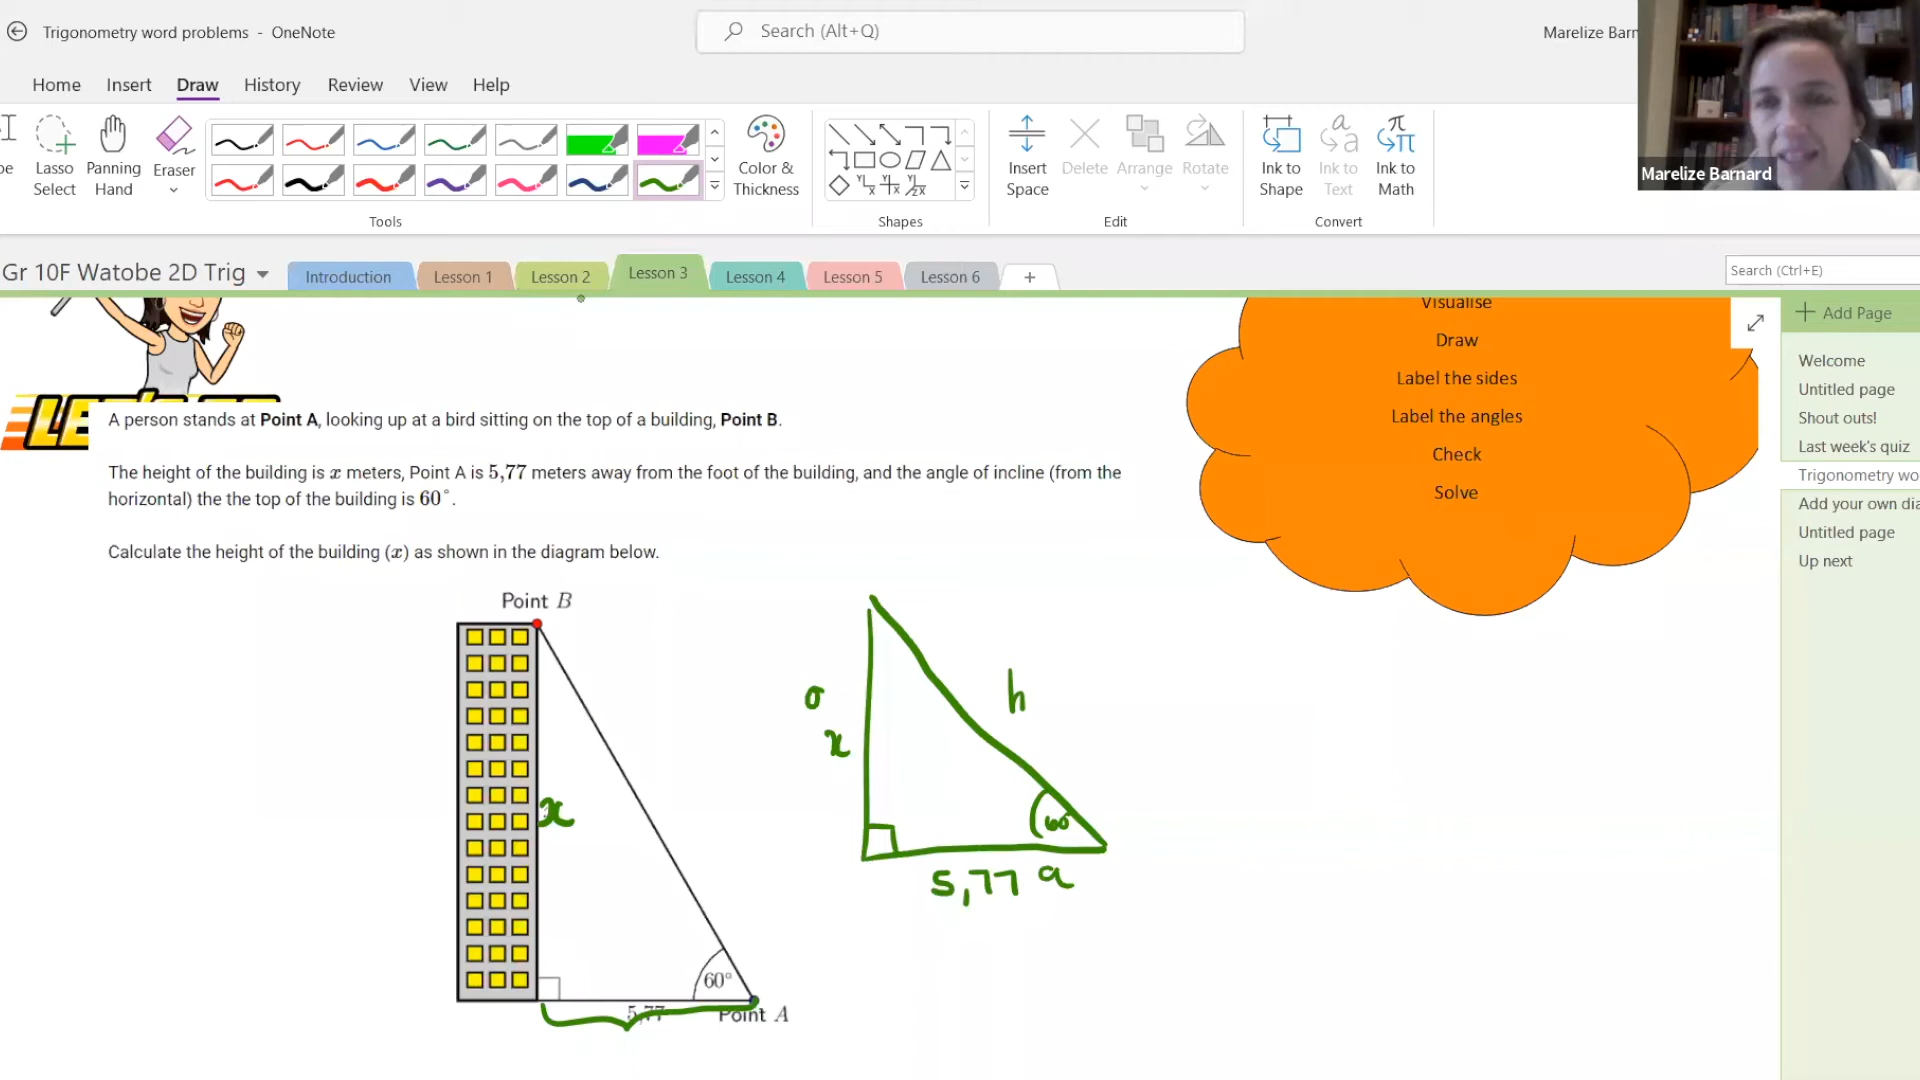 Trigonometry word problems - OneNote
Search (Alt+Q)
Marelize Barn
Home Insert Draw History Review View Help
Lasso Select
Panning Hand
Eraser
Color & Thickness
Insert Space
Delete
Arrange
Rotate
Ink to Shape
Ink to Text
Ink to Math
Marelize Barnard
Tools
Shapes
Edit
Convert
Gr 10F Watobe 2D Trig
Introduction Lesson 1 Lesson 2 Lesson 3 Lesson 4 Lesson 5 Lesson 6 +
Search (Ctrl+E)
Visualise
Draw
Label the sides
Label the angles
Check
Solve
Add Page
Welcome
Untitled page
Shout outs!
Last week's quiz
Trigonometry wo
Add your own dia
Untitled page
Up next
A person stands at Point A, looking up at a bird sitting on the top of a building, Point B.
The height of the building is x meters, Point A is 5,77 meters away from the foot of the building, and the angle of incline (from the
horizontal) the the top of the building is 60°.
Calculate the height of the building (x) as shown in the diagram below.
Point B
x
60°
5,77
Point A
o
x
h
60
5,77 a